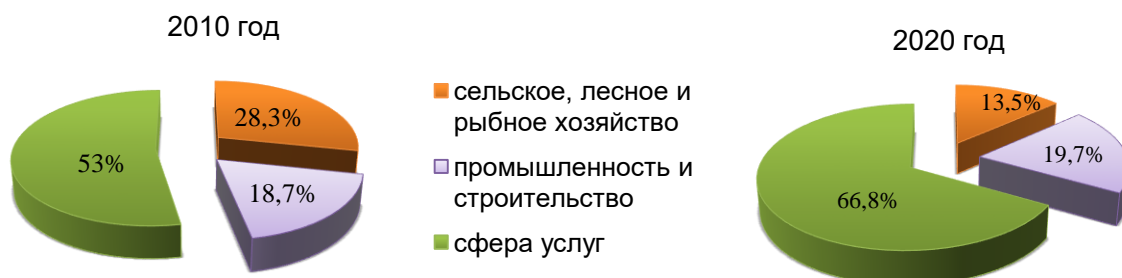 2010 год
28,3%
53%
18,7%
сельское, лесное и
рыбное хозяйство
промышленность и
строительство
сфера услуг
2020 год
13,5%
19,7%
66,8%